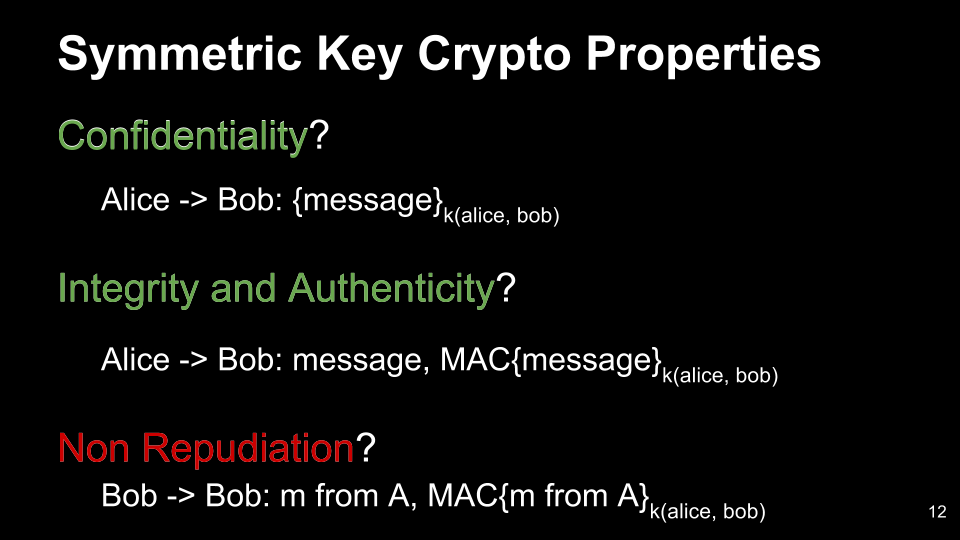 Symmetric Key Crypto Properties
Confidentiality?
Alice -> Bob: {message}k(alice, bob)
Integrity and Authenticity?
Alice -> Bob: message, MAC{message}k(alice, bob)
Non Repudiation?
Bob -> Bob: m from A, MAC{m from A}k(alice, bob)
12